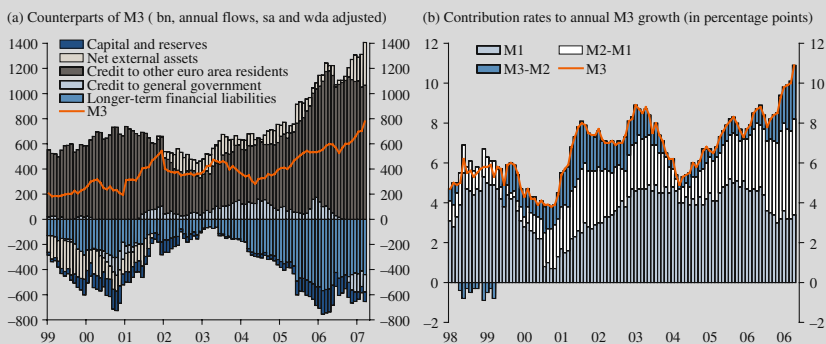 (a) Counterparts of M3 ( bn, annual flows, sa and wda adjusted)
1400 1400
1200 1200
1000 1000
800 800
600 600
400 400
200 200
0 0
–200 –200
–400 –400
–600 –600
–800 –800
Capital and reserves
Net external assets
Credit to other euro area residents
Credit to general government
Longer-term financial liabilities
M3
99 00 01 02 03 04 05 06 07
(b) Contribution rates to annual M3 growth (in percentage points)
12 12
10 10
8 8
6 6
4 4
2 2
0 0
–2 –2
M1 M2-M1
M3-M2 M3
98 99 00 01 02 03 04 05 06 06